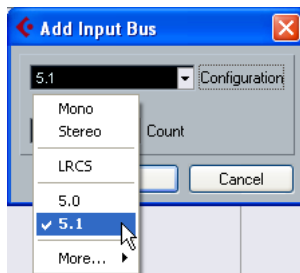 Add Input Bus
5.1 Configuration
Mono
Stereo Count
LRCS
Cancel
5.0
5.1
More...